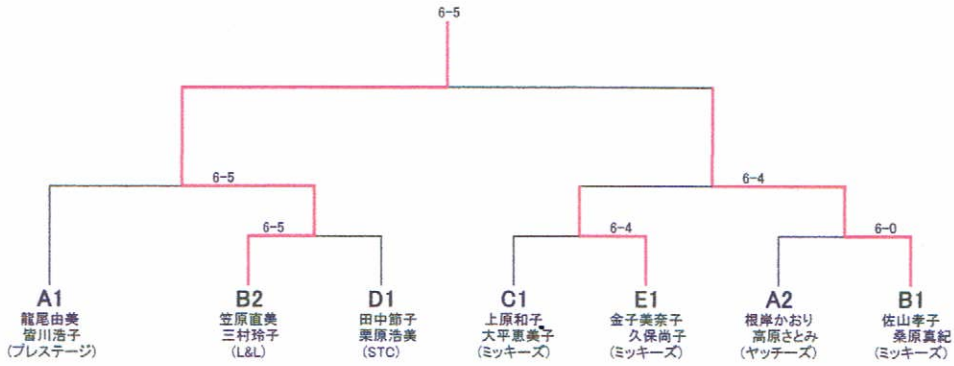 6-5
6-5
6-4
6-5
6-4
6-0
A1
龍尾由美
皆川浩子
(プレステージ)
B2
笠原直美
三村玲子
(L&L)
D1
田中節子
栗原浩美
(STC)
C1
上原和子
大平恵美子
(ミッキーズ)
E1
金子美奈子
久保尚子
(ミッキーズ)
A2
根岸かおり
高原さとみ
(ヤッチーズ)
B1
佐山孝子
桑原真紀
(ミッキーズ)